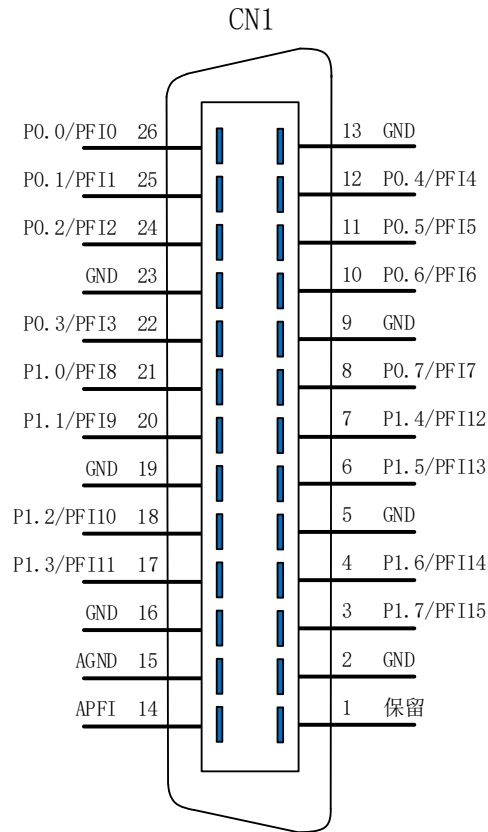 CN1
P0.0/PFI0 26 13 GND
P0.1/PFI1 25 12 P0.4/PFI4
P0.2/PFI2 24 11 P0.5/PFI5
GND 23 10 P0.6/PFI6
P0.3/PFI3 22 9 GND
P1.0/PFI8 21 8 P0.7/PFI7
P1.1/PFI9 20 7 P1.4/PFI12
GND 19 6 P1.5/PFI13
P1.2/PFI10 18 5 GND
P1.3/PFI11 17 4 P1.6/PFI14
GND 16 3 P1.7/PFI15
AGND 15 2 GND
APFI 14 1 保留